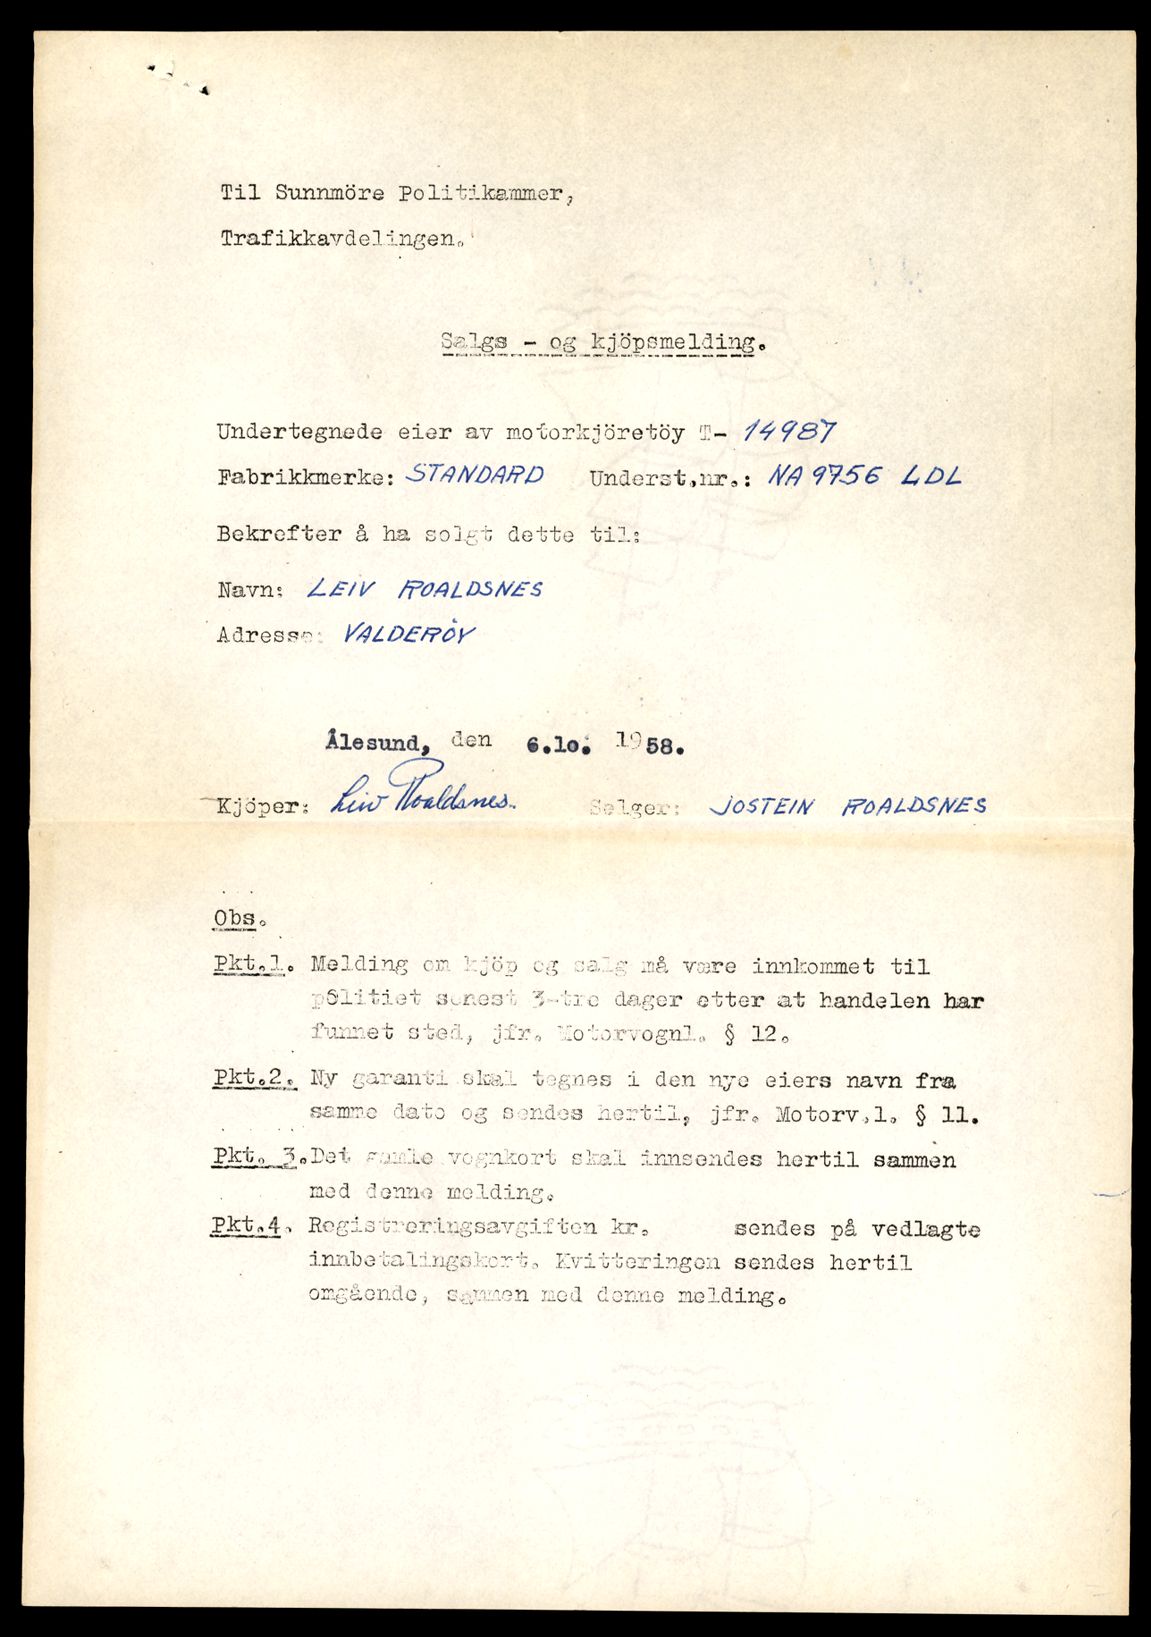 Til Sunnmöre Politikammer,
Trafikkavdelingen.
Salgs - og kjöpsmelding.
Undertegnede eier av motorkjöretöy T- 14987
Fabrikkmerke: STANDARD Underst.nr.: NA 9756 LDL
Bekrefter å ha solgt dette til:
Navn: LEIV ROALDSNES
Adresse: VALDERÖY
Ålesund, den 6.10. 1958.
Kjöper: Leiv Roaldsnes. Selger: JOSTEIN ROALDSNES
Obs.
Pkt.1. Melding om kjöp og salg må være innkommet til
politiet senest 3-tre dager etter at handelen har
funnet sted, jfr. Motorvognl. § 12.
Pkt.2. Ny garanti skal tegnes i den nye eiers navn fra
samme dato og sendes hertil, jfr. Motorv.l. § 11.
Pkt. 3. Det gamle vognkort skal innsendes hertil sammen
med denne melding.
Pkt.4. Registreringsavgiften kr. sendes på vedlagte
innbetalingskort. Kvitteringen sendes hertil
omgående, sammen med denne melding.